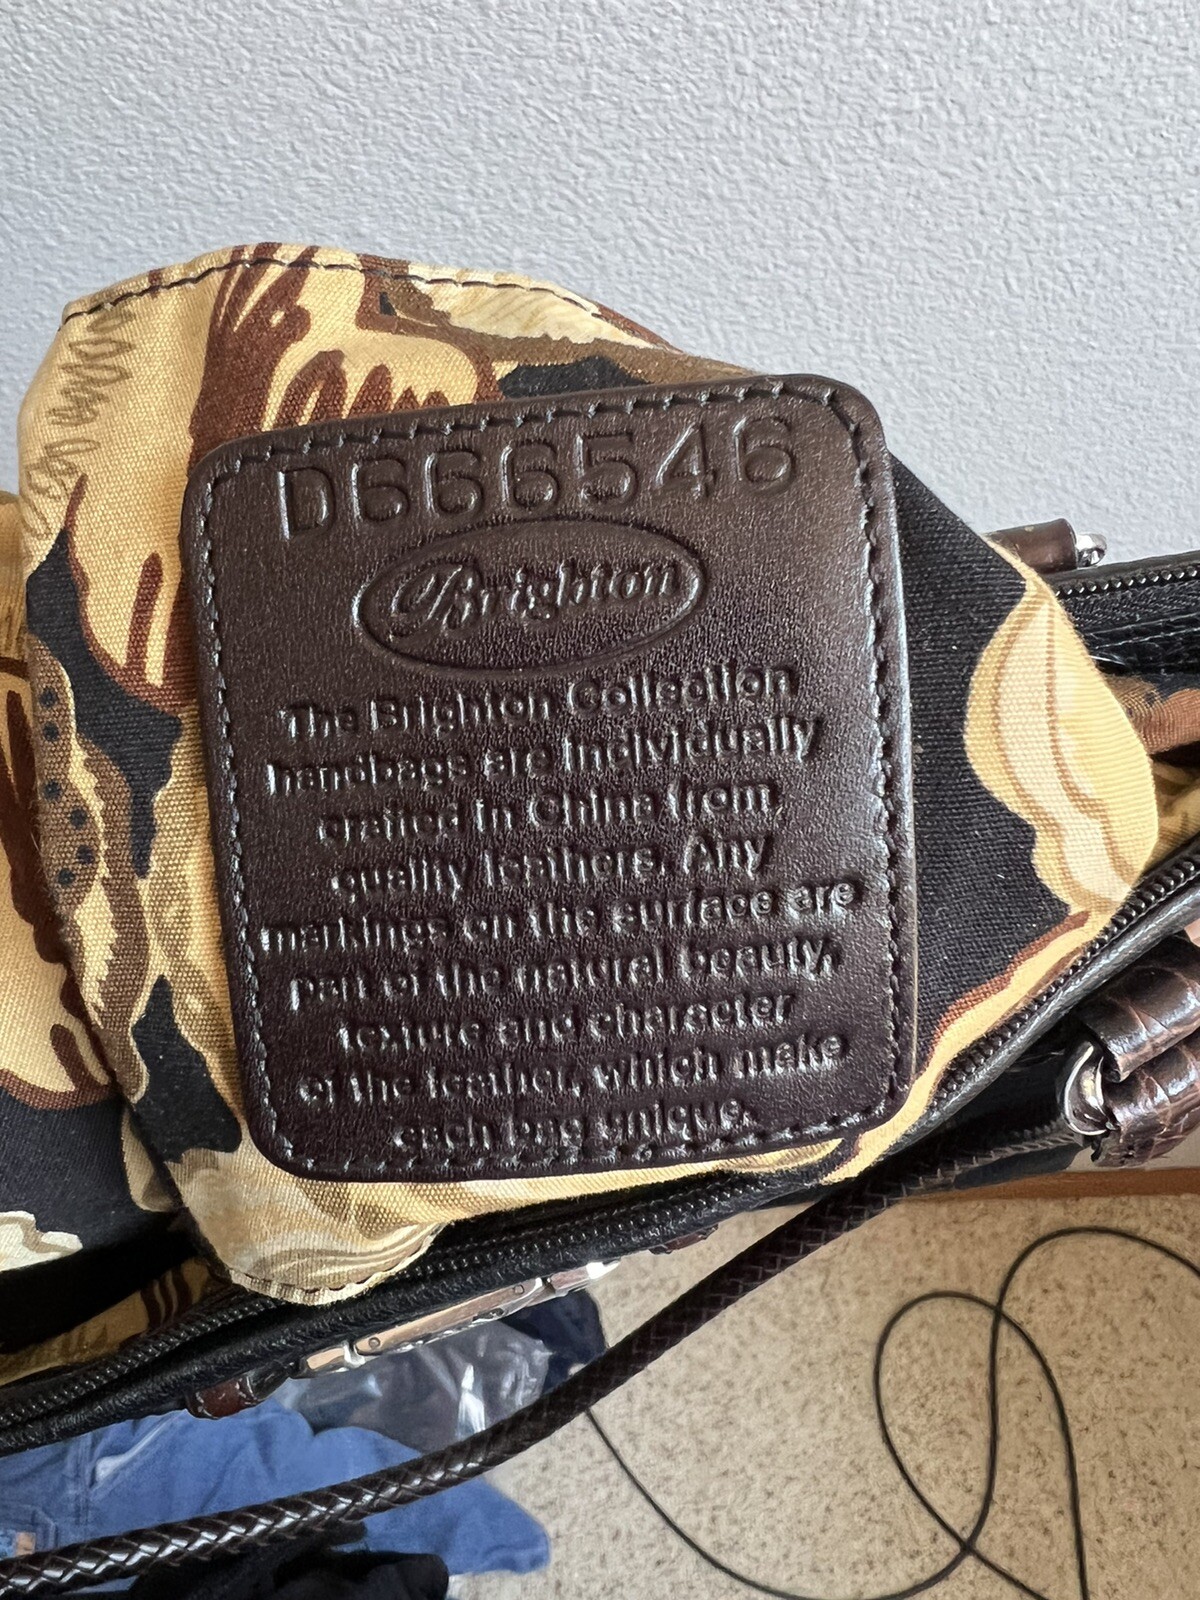 D666546
Brighton
The Brighton Collection
handbags are individually
crafted in China from
quality leathers. Any
markings on the surface are
part of the natural beauty,
texture and character
of the leather, which make
each bag unique.